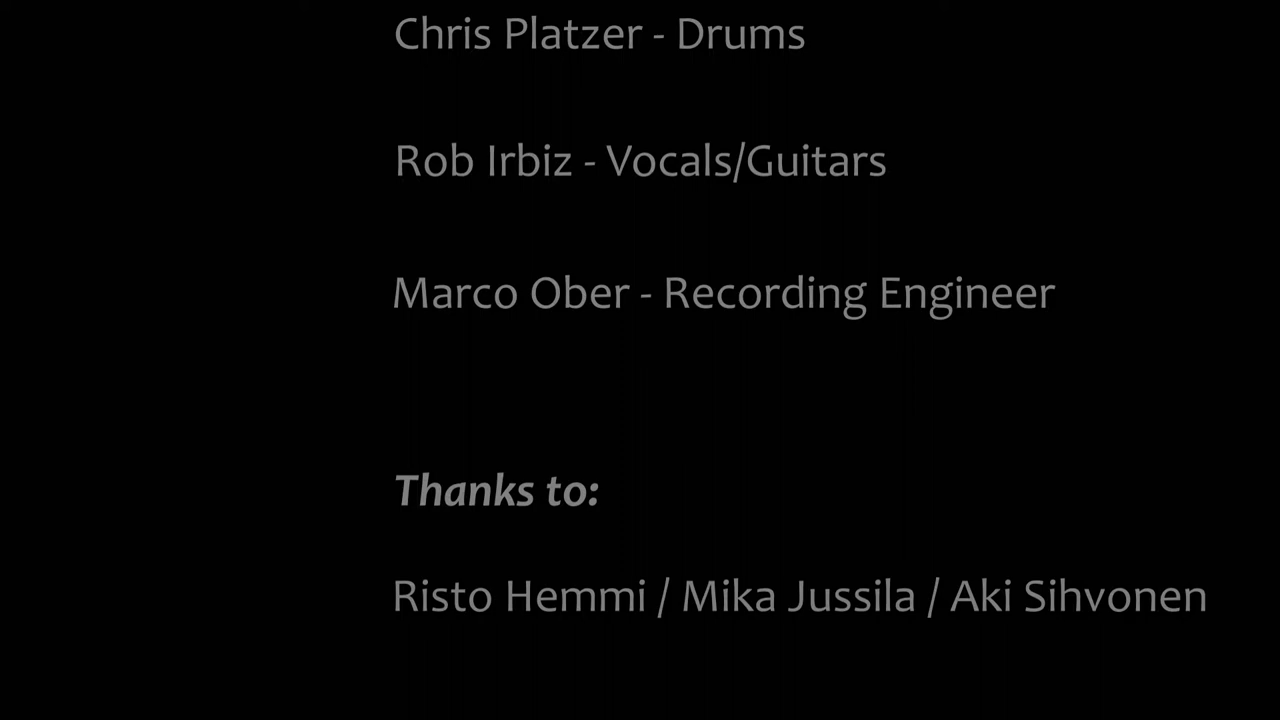 Chris Platzer - Drums
Rob Irbiz - Vocals/Guitars
Marco Ober - Recording Engineer
Thanks to:
Risto Hemmi / Mika Jussila / Aki Sihvonen